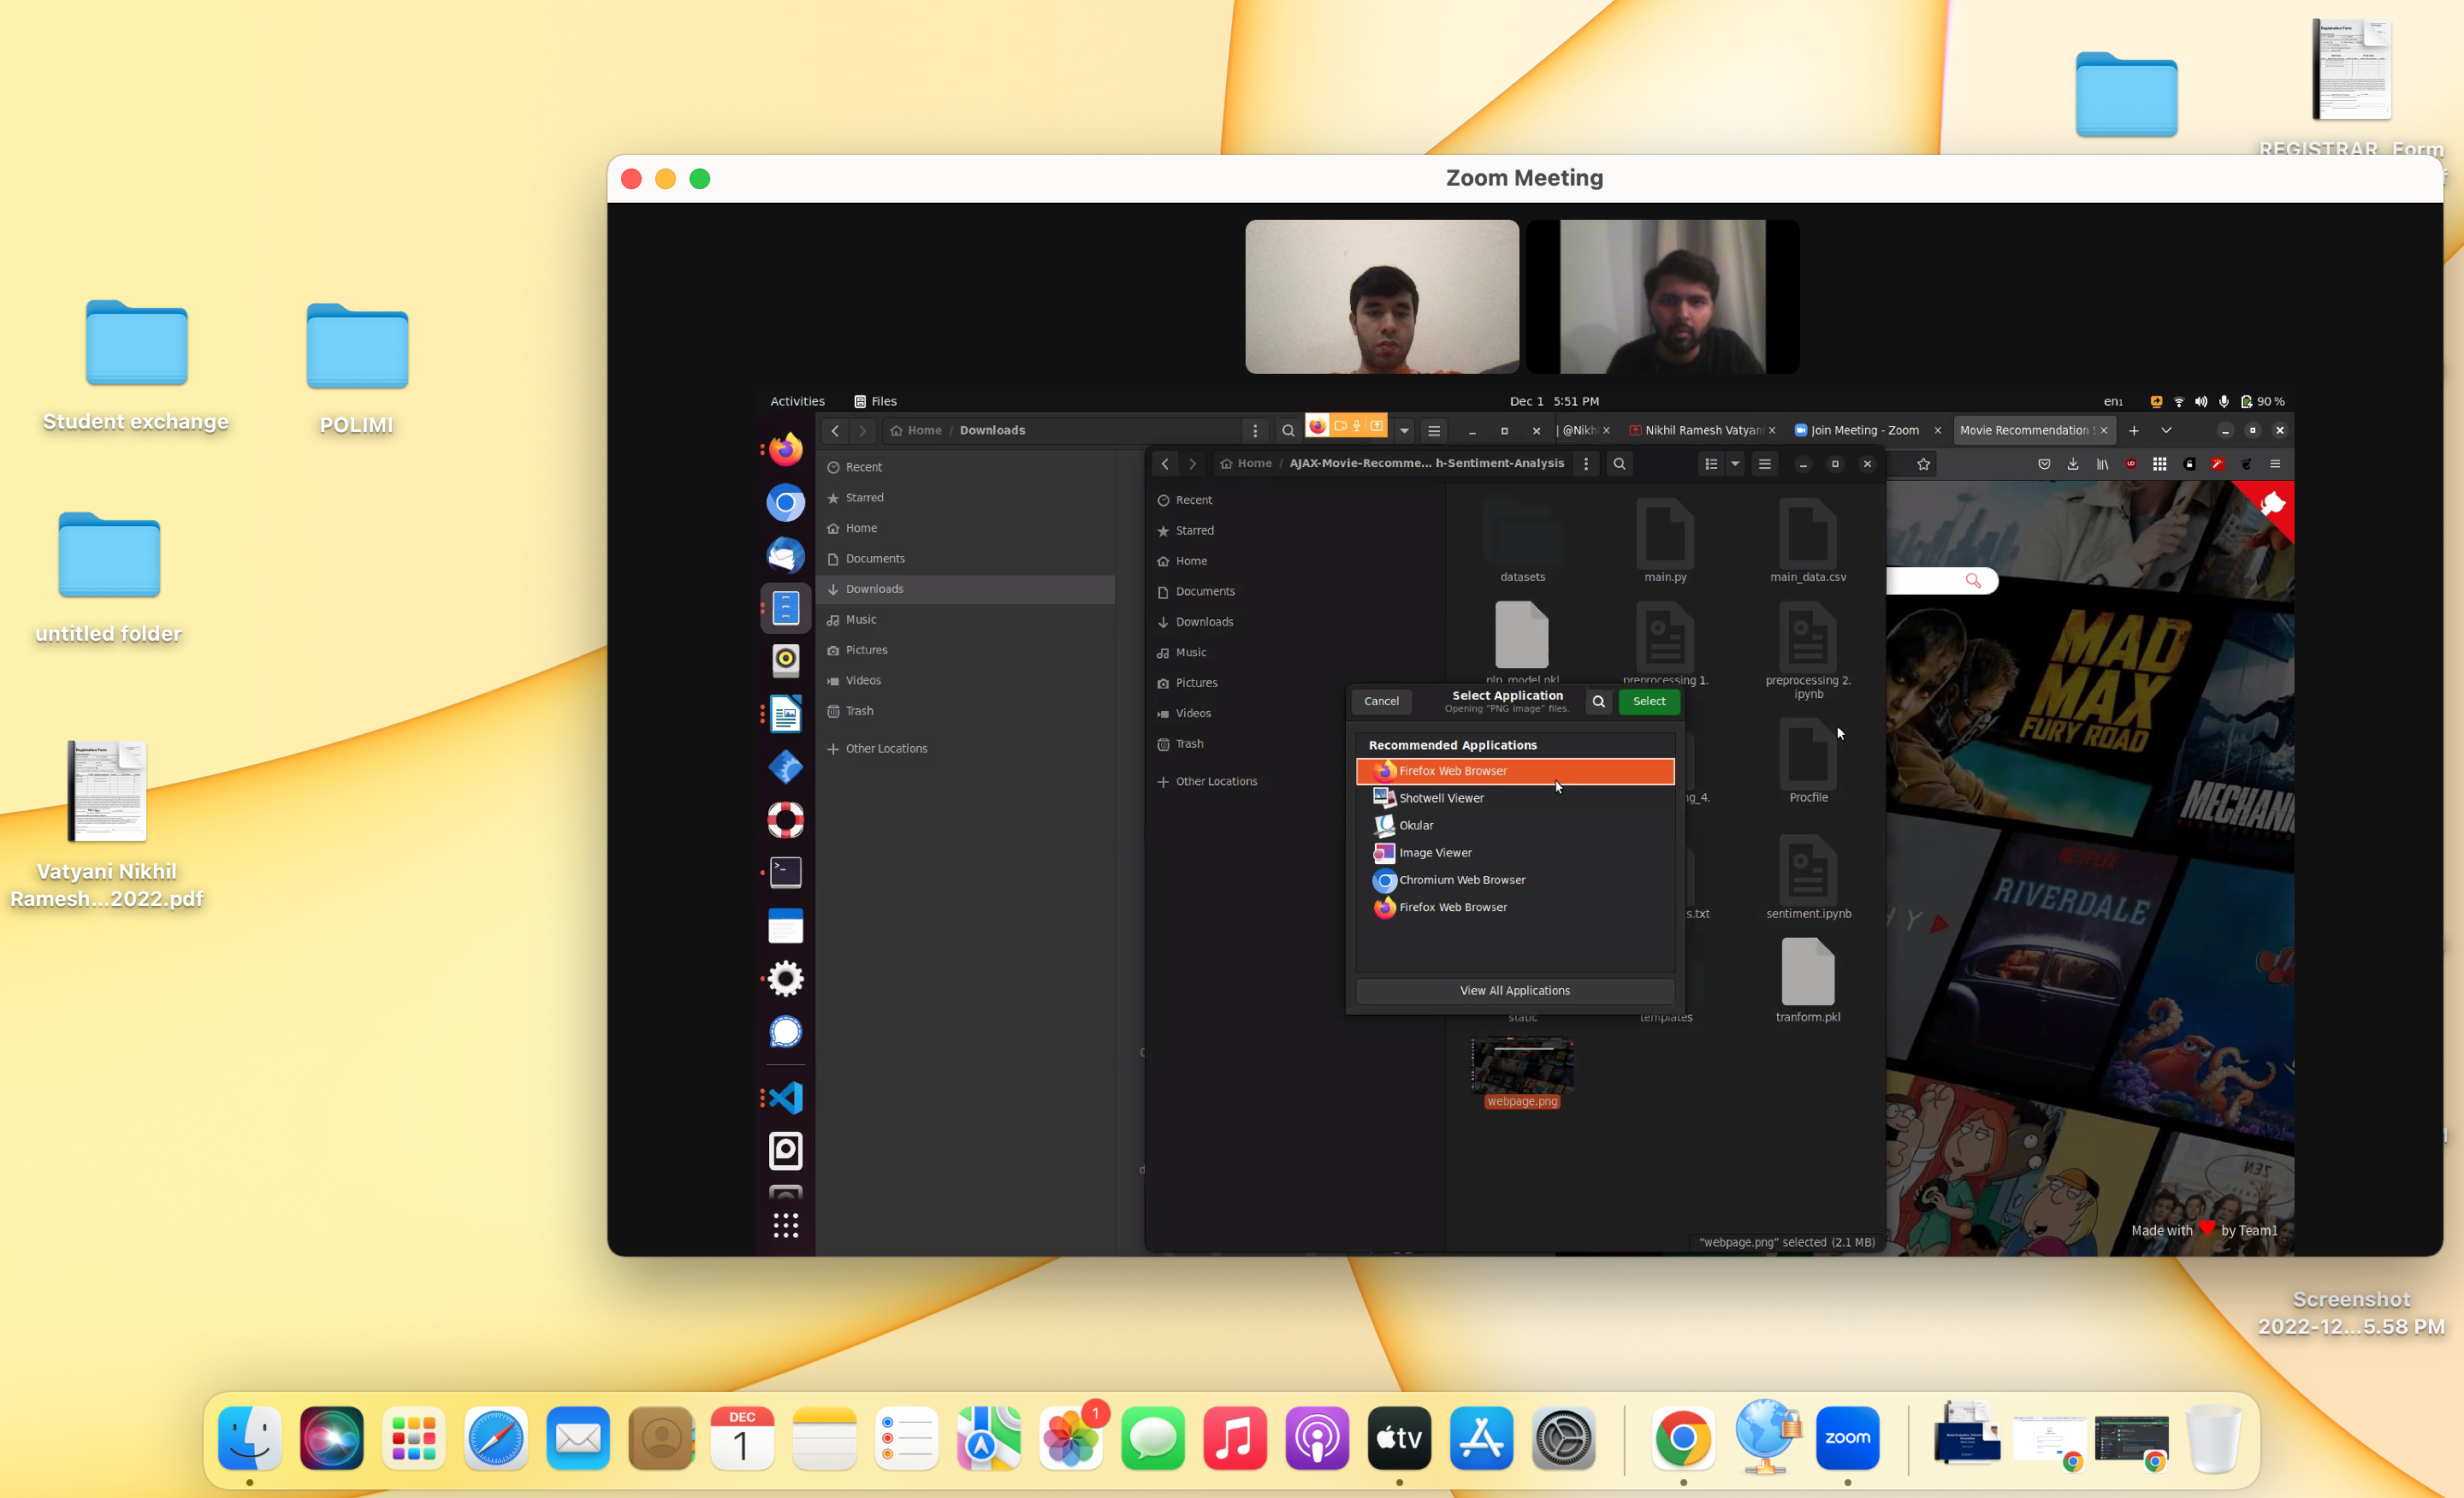 REGISTRAR_Form
Zoom Meeting
Student exchange
POLIMI
untitled folder
Vatyani Nikhil
Ramesh...2022.pdf
Activities
Files
Dec 1 5:51 PM
en₁
90 %
Home / Downloads
Recent
Starred
Home
Documents
Downloads
Music
Pictures
Videos
Trash
Other Locations
| @Nikh
Nikhil Ramesh Vatyani
Join Meeting - Zoom
Movie Recommendation
Home / AJAX-Movie-Recomme... h-Sentiment-Analysis
Recent
Starred
Home
Documents
Downloads
Music
Pictures
Videos
Trash
Other Locations
datasets
main.py
main_data.csv
nlp_model.pkl
preprocessing 1.
preprocessing 2.
ipynb
Cancel
Select Application
Opening "PNG image" files.
Select
Recommended Applications
Firefox Web Browser
Shotwell Viewer
Okular
Image Viewer
Chromium Web Browser
Firefox Web Browser
View All Applications
ng_4.
Procfile
s.txt
sentiment.ipynb
static
templates
tranform.pkl
webpage.png
"webpage.png" selected (2.1 MB)
MAD
MAX
FURY ROAD
MECHANI
NETFLIX
RIVERDALE
Made with ❤ by Team1
Screenshot
2022-12...5.58 PM
DEC
1
1
tv
zoom